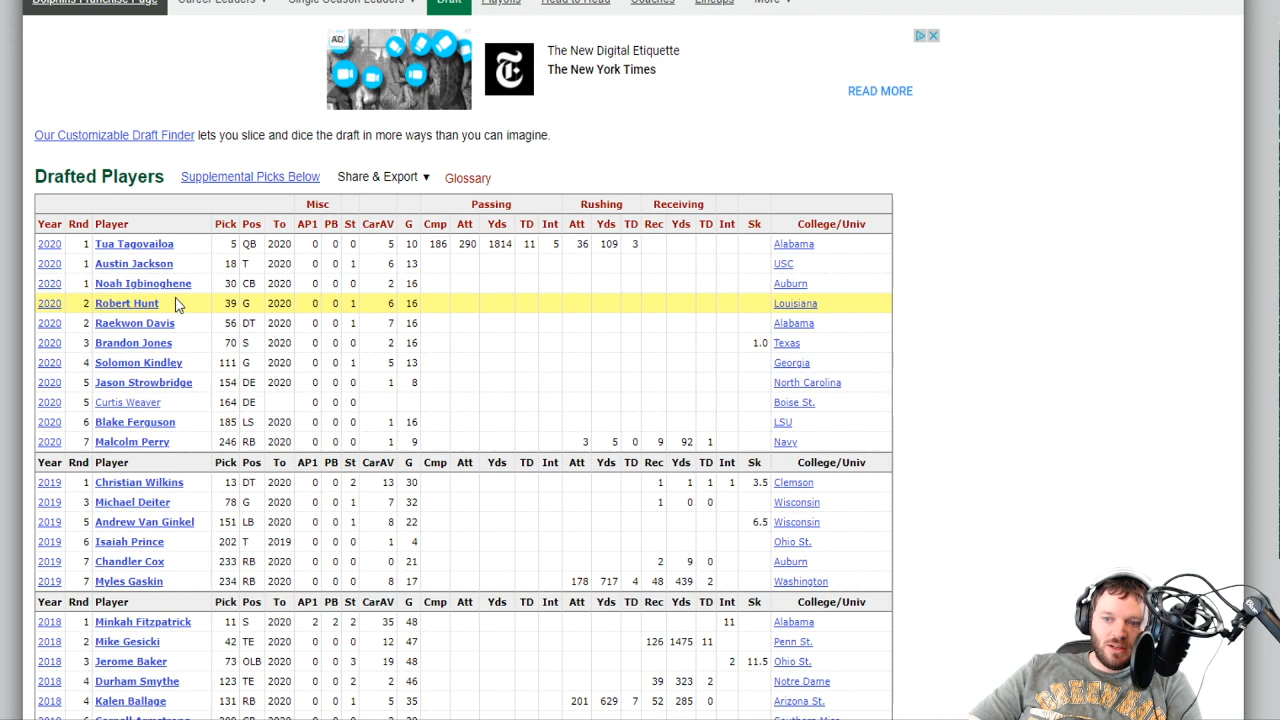 Dolphins Franchise Page Career Leaders ▼ Single Season Leaders ▼ Draft Playoffs Head to Head Coaches Lineups More ▼
AD
The New Digital Etiquette
The New York Times
READ MORE
Our Customizable Draft Finder lets you slice and dice the draft in more ways than you can imagine.
Drafted Players Supplemental Picks Below Share & Export ▼ Glossary
Misc Passing Rushing Receiving
Year Rnd Player Pick Pos To AP1 PB St CarAV G Cmp Att Yds TD Int Att Yds TD Rec Yds TD Int Sk College/Univ
2020 1 Tua Tagovailoa 5 QB 2020 0 0 0 5 10 186 290 1814 11 5 36 109 3 Alabama
2020 1 Austin Jackson 18 T 2020 0 0 1 6 13 USC
2020 1 Noah Igbinoghene 30 CB 2020 0 0 0 2 16 Auburn
2020 2 Robert Hunt 39 G 2020 0 0 1 6 16 Louisiana
2020 2 Raekwon Davis 56 DT 2020 0 0 1 7 16 Alabama
2020 3 Brandon Jones 70 S 2020 0 0 0 2 16 1.0 Texas
2020 4 Solomon Kindley 111 G 2020 0 0 1 5 13 Georgia
2020 5 Jason Strowbridge 154 DE 2020 0 0 0 1 8 North Carolina
2020 5 Curtis Weaver 164 DE 0 0 0 Boise St.
2020 6 Blake Ferguson 185 LS 2020 0 0 0 1 16 LSU
2020 7 Malcolm Perry 246 RB 2020 0 0 0 1 9 3 5 0 9 92 1 Navy
Year Rnd Player Pick Pos To AP1 PB St CarAV G Cmp Att Yds TD Int Att Yds TD Rec Yds TD Int Sk College/Univ
2019 1 Christian Wilkins 13 DT 2020 0 0 2 13 30 1 1 1 1 3.5 Clemson
2019 3 Michael Deiter 78 G 2020 0 0 1 7 32 1 0 0 Wisconsin
2019 5 Andrew Van Ginkel 151 LB 2020 0 0 1 8 22 6.5 Wisconsin
2019 6 Isaiah Prince 202 T 2019 0 0 0 1 4 Ohio St.
2019 7 Chandler Cox 233 RB 2020 0 0 0 0 21 2 9 0 Auburn
2019 7 Myles Gaskin 234 RB 2020 0 0 0 8 17 178 717 4 48 439 2 Washington
Year Rnd Player Pick Pos To AP1 PB St CarAV G Cmp Att Yds TD Int Att Yds TD Rec Yds TD Int Sk College/Univ
2018 1 Minkah Fitzpatrick 11 S 2020 2 2 2 35 48 11 Alabama
2018 2 Mike Gesicki 42 TE 2020 0 0 0 12 47 126 1475 11 Penn St.
2018 3 Jerome Baker 73 OLB 2020 0 0 3 19 48 2 11.5 Ohio St.
2018 4 Durham Smythe 123 TE 2020 0 0 2 2 46 39 323 2 Notre Dame
2018 4 Kalen Ballage 131 RB 2020 0 0 1 5 35 201 629 7 52 285 0 Arizona St.